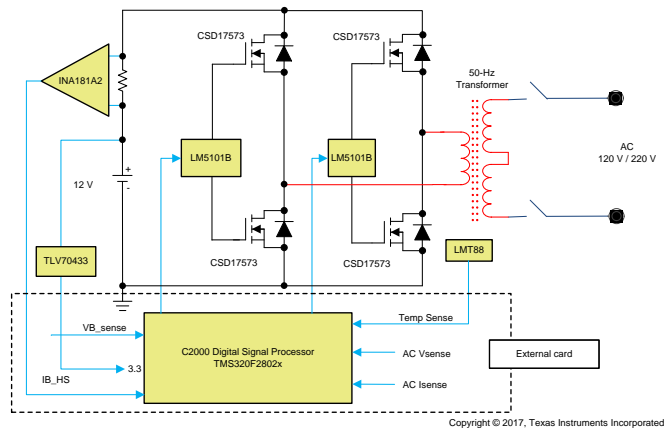 CSD17573
CSD17573
INA181A2
50-Hz
Transformer
LM5101B
LM5101B
AC
120 V / 220 V
+
12 V
-
CSD17573
CSD17573
TLV70433
LMT88
VB_sense
Temp Sense
C2000 Digital Signal Processor
TMS320F2802x
AC Vsense
External card
3.3
IB_HS
AC Isense
Copyright © 2017, Texas Instruments Incorporated